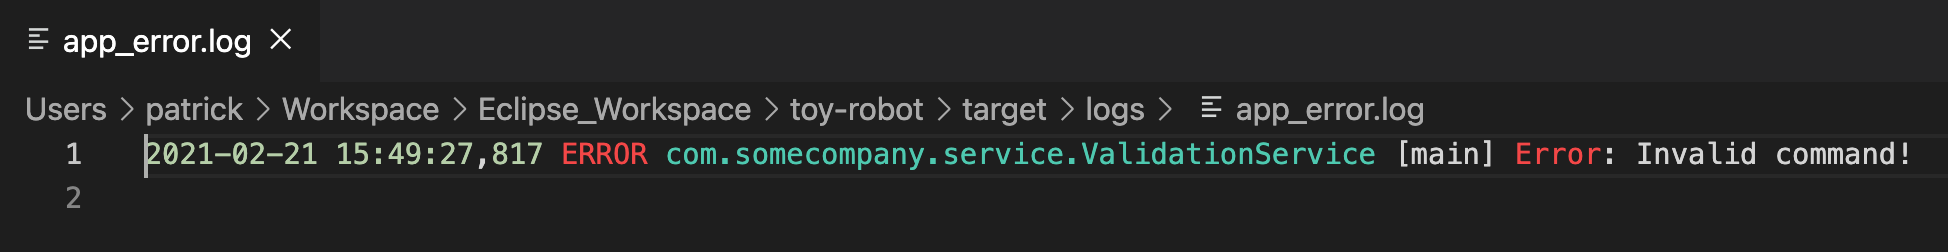 app_error.log
Users > patrick > Workspace > Eclipse_Workspace > toy-robot > target > logs > app_error.log
1 2021-02-21 15:49:27,817 ERROR com.somecompany.service.ValidationService [main] Error: Invalid command!
2